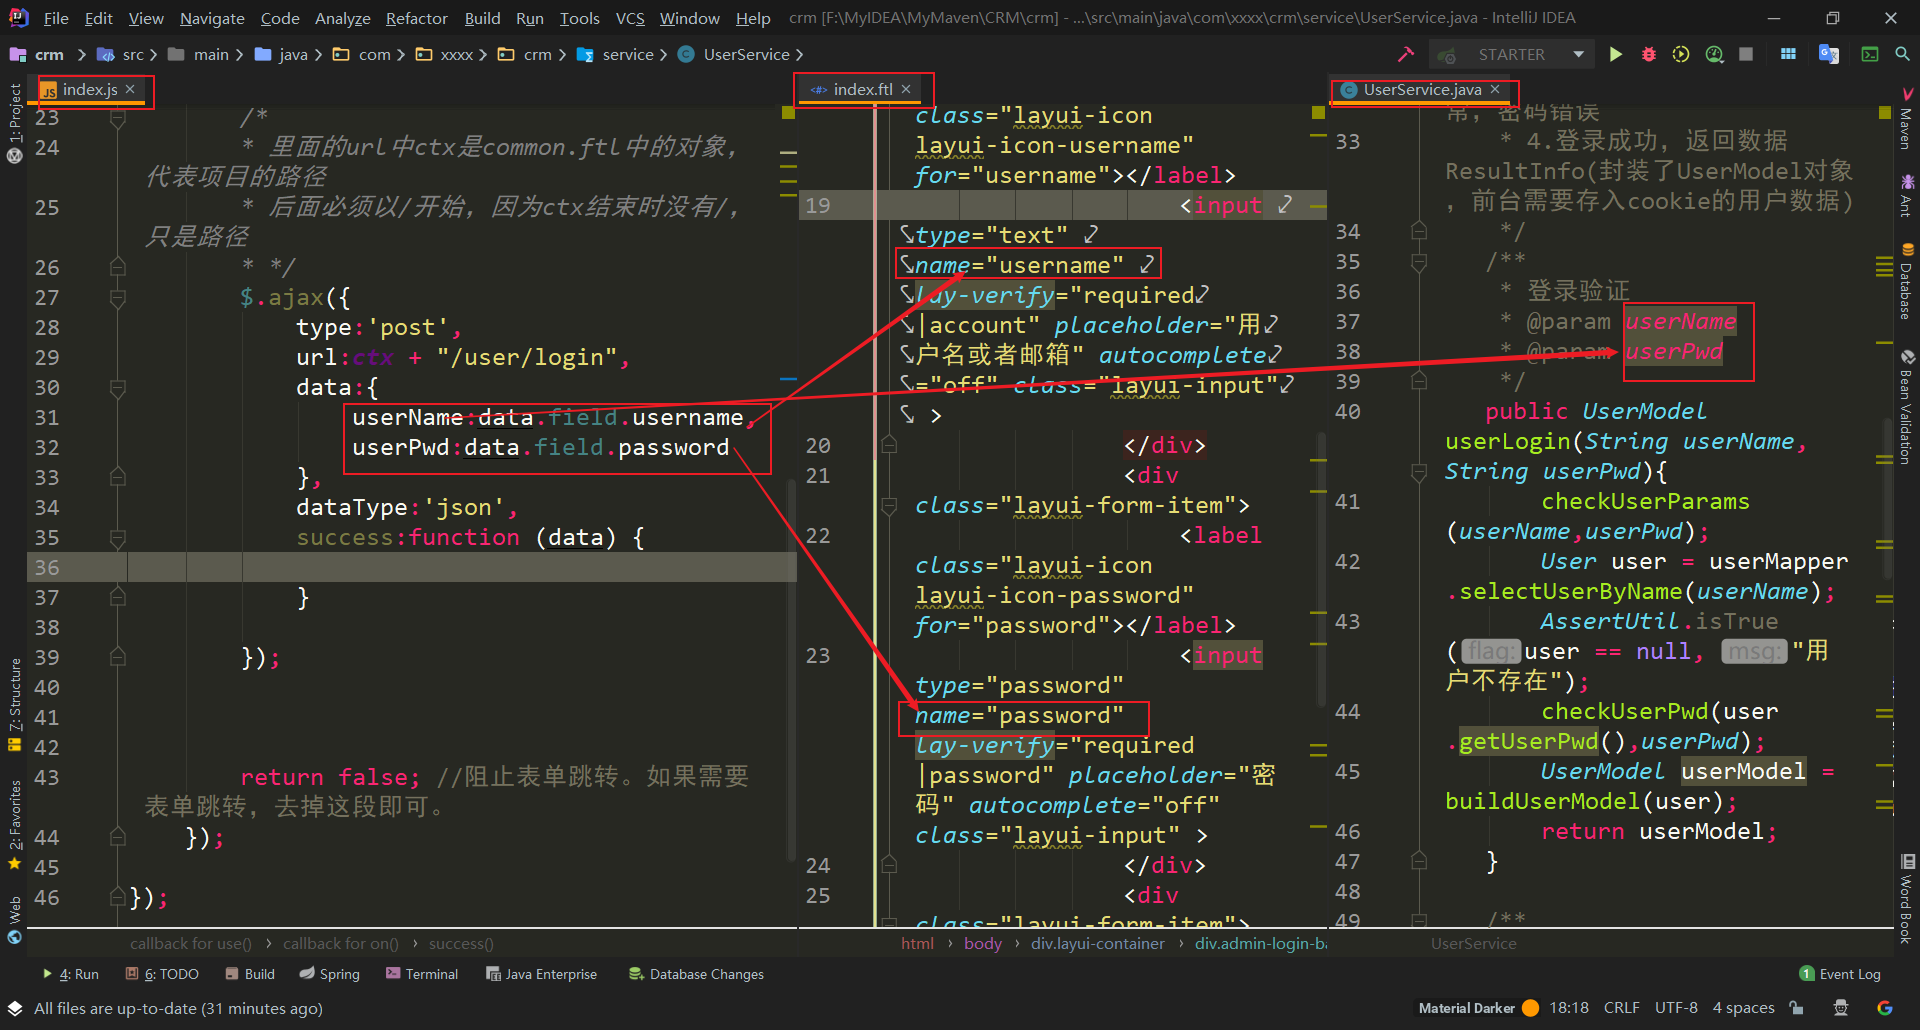 File Edit View Navigate Code Analyze Refactor Build Run Tools VCS Window Help crm [F:\MyIDEA\MyMaven\CRM\crm] - ...\src\main\java\com\xxxx\crm\service\UserService.java - IntelliJ IDEA
crm src main java com xxxx crm service UserService STARTER
1: Project
7: Structure
2: Favorites
Web
index.js
23 /*
24 * 里面的url中ctx是common.ftl中的对象，
代表项目的路径
25 * 后面必须以/开始，因为ctx结束时没有/，
只是路径
26 * */
27 $.ajax({
28 type:'post',
29 url:ctx + "/user/login",
30 data:{
31 userName:data.field.username,
32 userPwd:data.field.password
33 },
34 dataType:'json',
35 success:function (data) {
36
37 }
38
39 });
40
41
42
43 return false; //阻止表单跳转。如果需要
表单跳转，去掉这段即可。
44 });
45
46 });
callback for use() › callback for on() › success()
index.ftl
class="layui-icon
layui-icon-username"
for="username"></label>
19 <input
type="text"
name="username"
lay-verify="required
|account" placeholder="用
户名或者邮箱" autocomplete
="off" class="layui-input"
>
20 </div>
21 <div
class="layui-form-item">
22 <label
class="layui-icon
layui-icon-password"
for="password"></label>
23 <input
type="password"
name="password"
lay-verify="required
|password" placeholder="密
码" autocomplete="off"
class="layui-input" >
24 </div>
25 <div
class="layui-form-item">
html › body › div.layui-container › div.admin-login-ba
UserService.java
常，密码错误
33 * 4.登录成功，返回数据
ResultInfo(封装了UserModel对象
，前台需要存入cookie的用户数据)
34 */
35 /**
36 * 登录验证
37 * @param userName
38 * @param userPwd
39 */
40 public UserModel
userLogin(String userName,
String userPwd){
41 checkUserParams
(userName,userPwd);
42 User user = userMapper
.selectUserByName(userName);
43 AssertUtil.isTrue
( flag: user == null, msg: "用
户不存在");
44 checkUserPwd(user
.getUserPwd(),userPwd);
45 UserModel userModel =
buildUserModel(user);
46 return userModel;
47 }
48
49 /**
UserService
Maven
Ant
Database
Bean Validation
Word Book
4: Run 6: TODO Build Spring Terminal Java Enterprise Database Changes 1 Event Log
All files are up-to-date (31 minutes ago) Material Darker 18:18 CRLF UTF-8 4 spaces